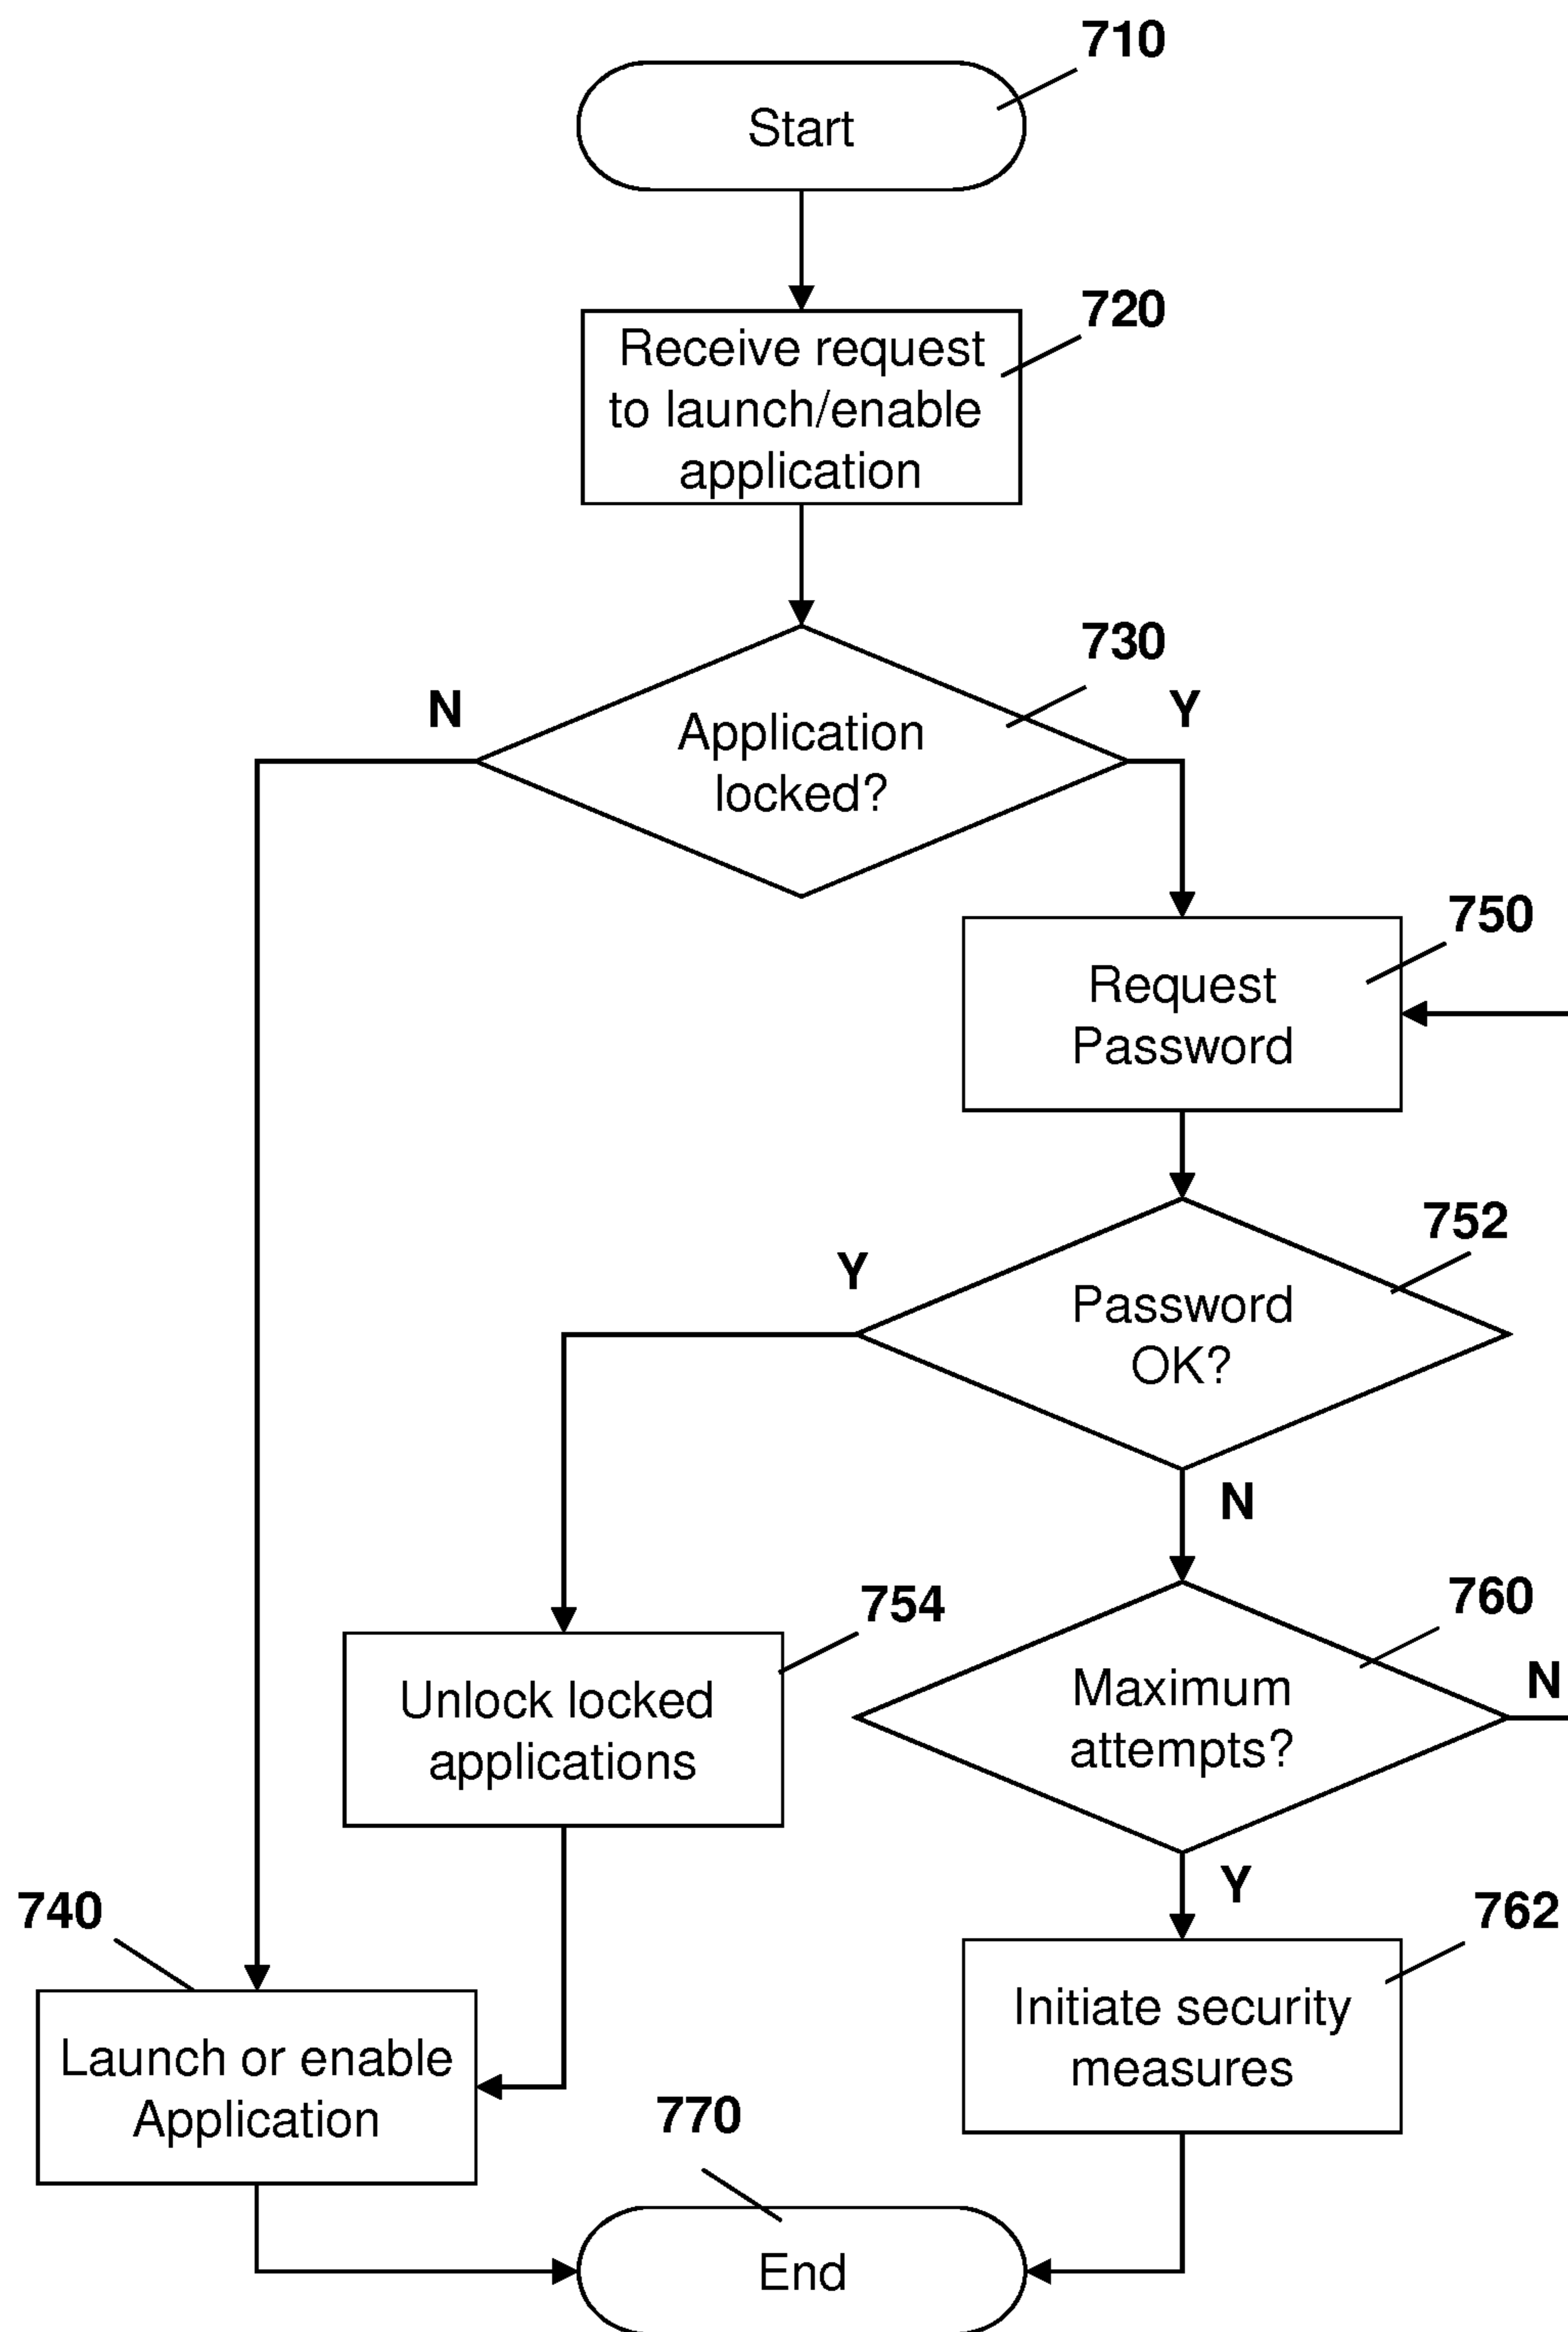 710
Start
720
Receive request
to launch/enable
application
730
N
Y
Application
locked?
750
Request
Password
752
Y
Password
OK?
N
754
760
Unlock locked
applications
Maximum
attempts?
N
Y
740
762
Launch or enable
Application
Initiate security
measures
770
End